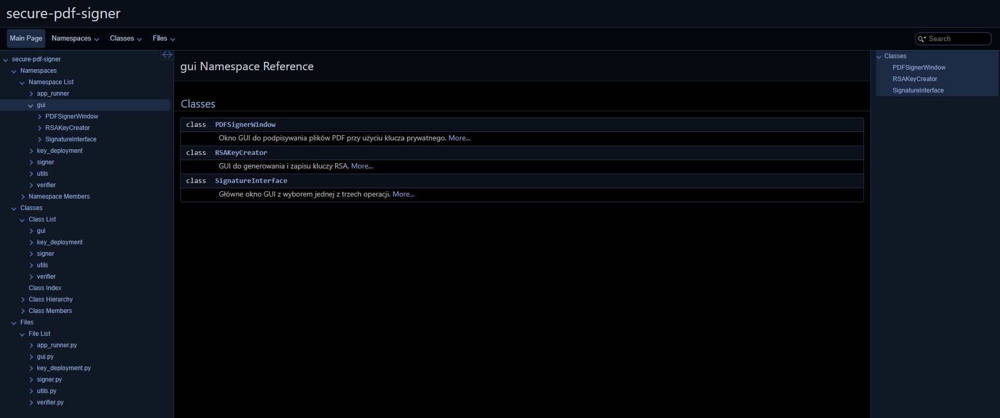 secure-pdf-signer
Main Page Namespaces Classes Files Search
secure-pdf-signer
Namespaces
Namespace List
app_runner
gui
PDFSignerWindow
RSAKeyCreator
SignatureInterface
key_deployment
signer
utils
verifier
Namespace Members
Classes
Class List
gui
key_deployment
signer
utils
verifier
Class Index
Class Hierarchy
Class Members
Files
File List
app_runner.py
gui.py
key_deployment.py
signer.py
utils.py
verifier.py
gui Namespace Reference
Classes
class PDFSignerWindow
Okno GUI do podpisywania plików PDF przy użyciu klucza prywatnego. More...
class RSAKeyCreator
GUI do generowania i zapisu kluczy RSA. More...
class SignatureInterface
Główne okno GUI z wyborem jednej z trzech operacji. More...
Classes
PDFSignerWindow
RSAKeyCreator
SignatureInterface